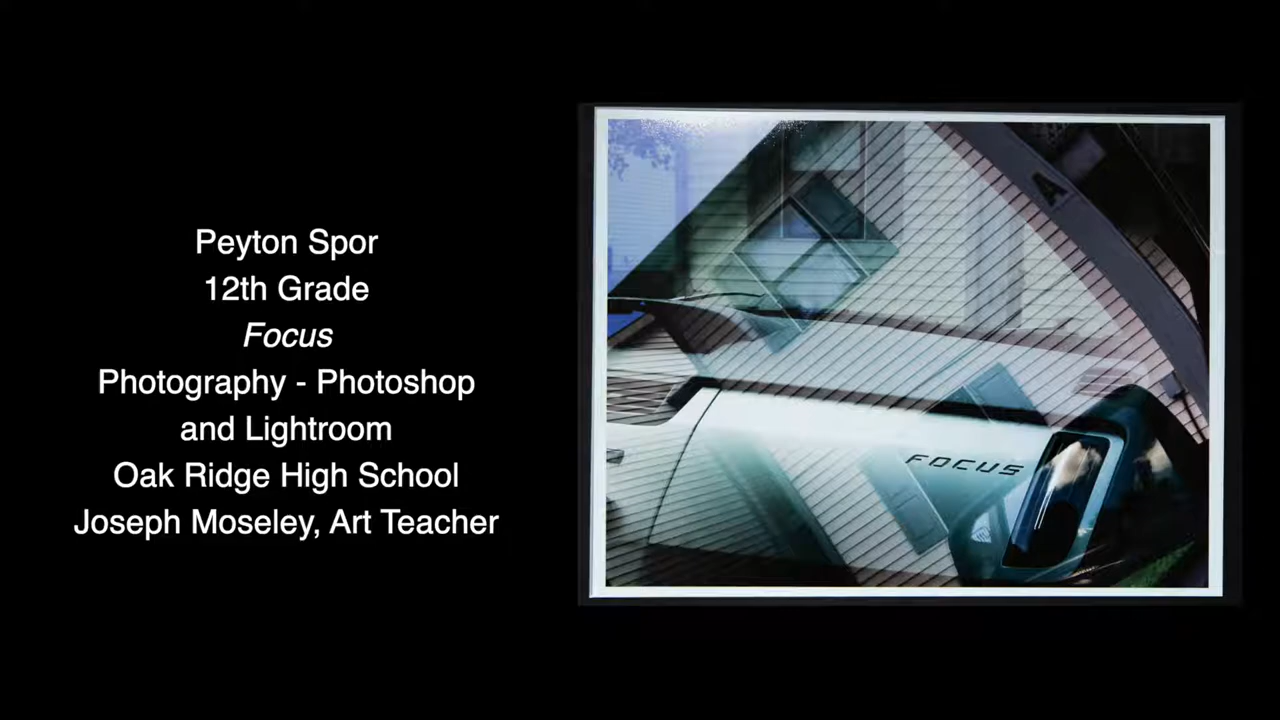 Peyton Spor
12th Grade
Focus
Photography - Photoshop
and Lightroom
Oak Ridge High School
Joseph Moseley, Art Teacher
A
FOCUS